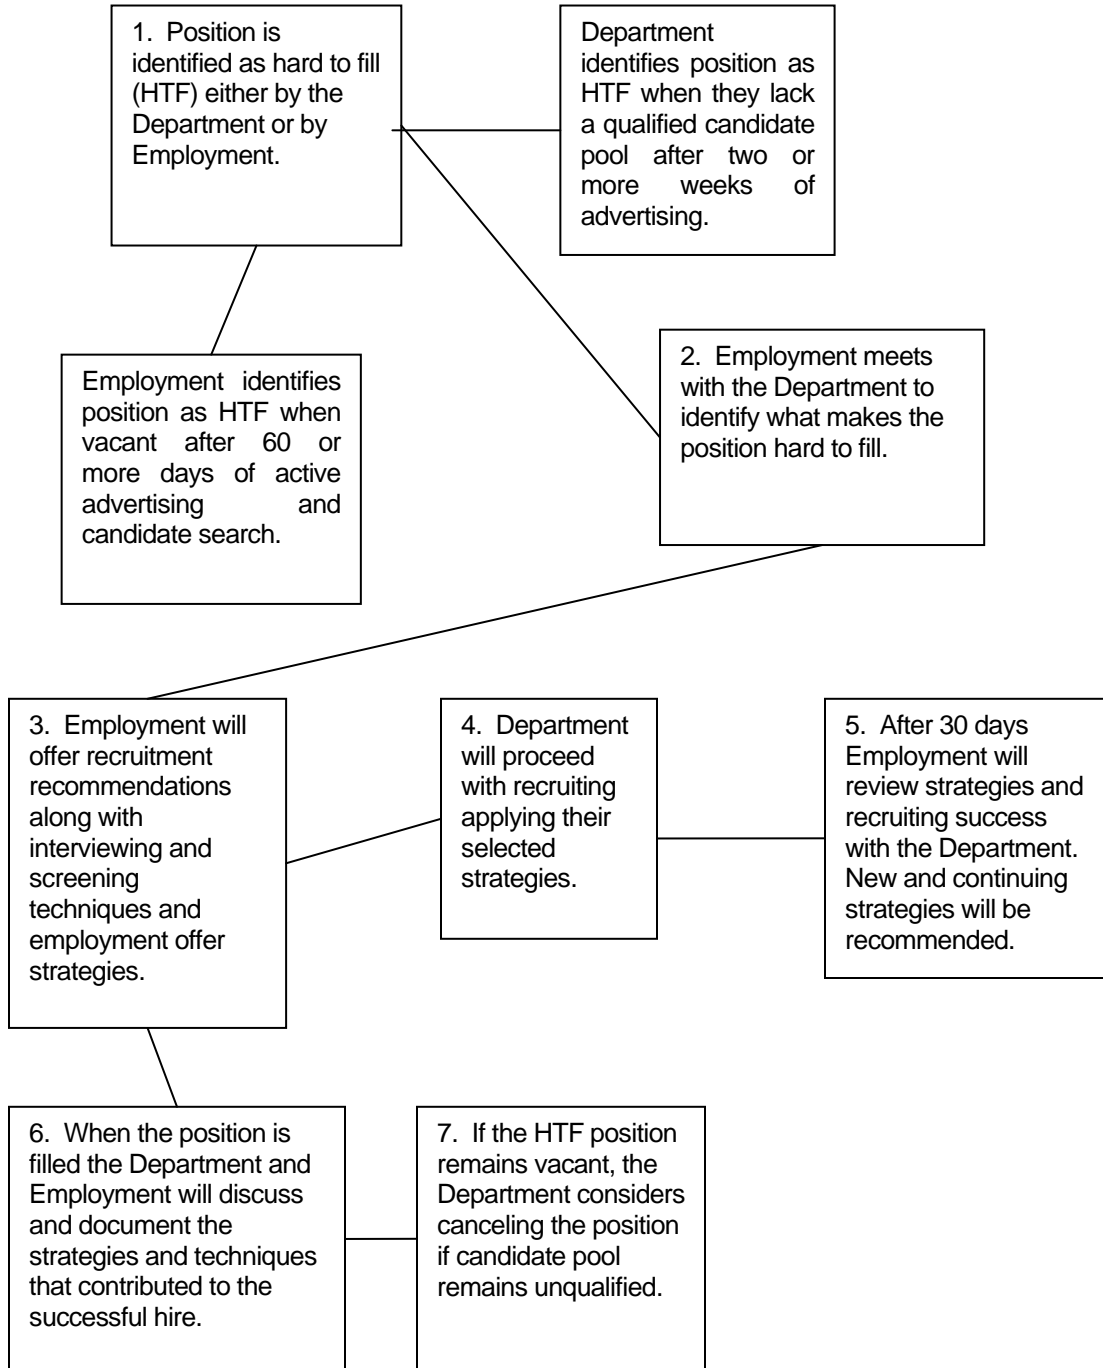 1. Position is
identified as hard to fill
(HTF) either by the
Department or by
Employment.
Department
identifies position as
HTF when they lack
a qualified candidate
pool after two or
more weeks of
advertising.
Employment identifies
position as HTF when
vacant after 60 or
more days of active
advertising and
candidate search.
2. Employment meets
with the Department to
identify what makes the
position hard to fill.
3. Employment will
offer recruitment
recommendations
along with
interviewing and
screening
techniques and
employment offer
strategies.
4. Department
will proceed
with recruiting
applying their
selected
strategies.
5. After 30 days
Employment will
review strategies and
recruiting success
with the Department.
New and continuing
strategies will be
recommended.
6. When the position is
filled the Department and
Employment will discuss
and document the
strategies and techniques
that contributed to the
successful hire.
7. If the HTF position
remains vacant, the
Department considers
canceling the position
if candidate pool
remains unqualified.